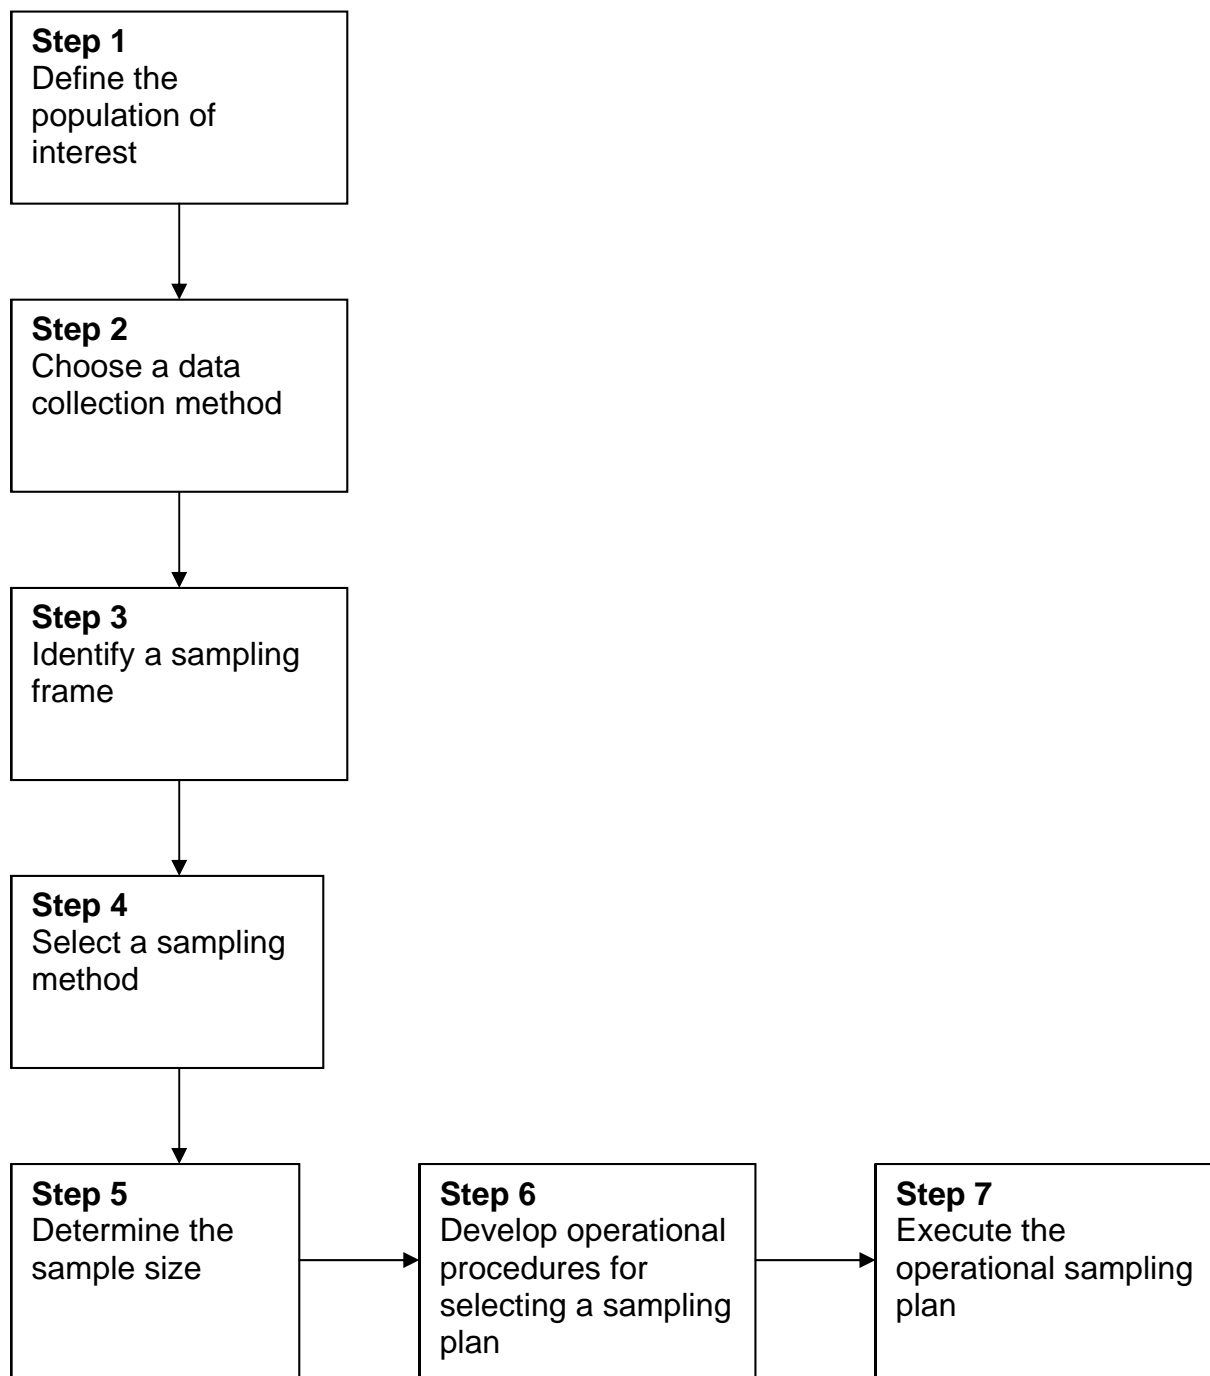 Step 1
Define the
population of
interest
Step 2
Choose a data
collection method
Step 3
Identify a sampling
frame
Step 4
Select a sampling
method
Step 5
Determine the
sample size
Step 6
Develop operational
procedures for
selecting a sampling
plan
Step 7
Execute the
operational sampling
plan